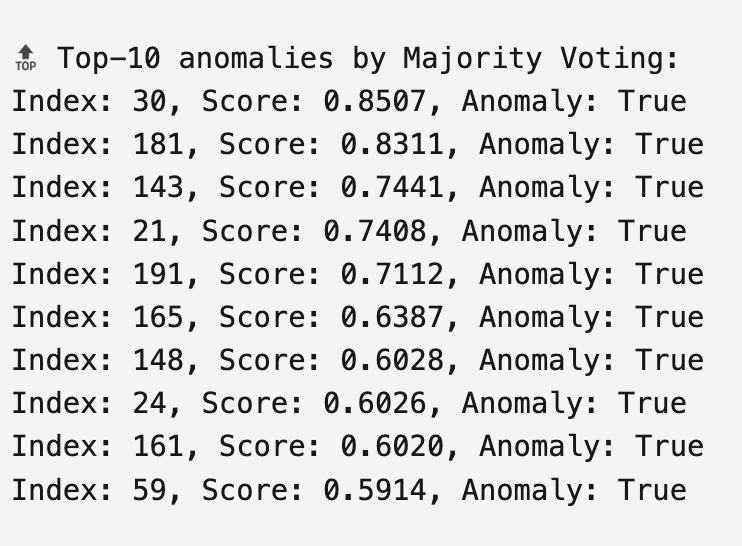 🔝 Top-10 anomalies by Majority Voting:
Index: 30, Score: 0.8507, Anomaly: True
Index: 181, Score: 0.8311, Anomaly: True
Index: 143, Score: 0.7441, Anomaly: True
Index: 21, Score: 0.7408, Anomaly: True
Index: 191, Score: 0.7112, Anomaly: True
Index: 165, Score: 0.6387, Anomaly: True
Index: 148, Score: 0.6028, Anomaly: True
Index: 24, Score: 0.6026, Anomaly: True
Index: 161, Score: 0.6020, Anomaly: True
Index: 59, Score: 0.5914, Anomaly: True